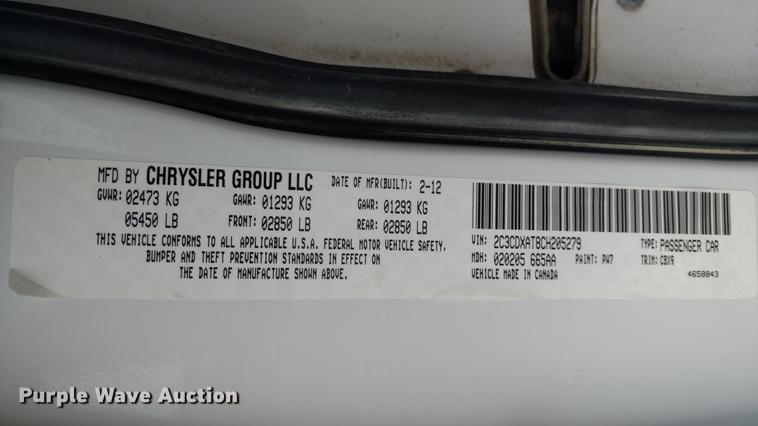 MFD BY CHRYSLER GROUP LLC DATE OF MFR(BUILT): 2-12
GVWR: 02473 KG GAWR: 01293 KG GAWR: 01293 KG
05450 LB FRONT: 02850 LB REAR: 02850 LB
THIS VEHICLE CONFORMS TO ALL APPLICABLE U.S.A. FEDERAL MOTOR VEHICLE SAFETY,
BUMPER AND THEFT PREVENTION STANDARDS IN EFFECT ON
THE DATE OF MANUFACTURE SHOWN ABOVE.
VIN: 2C3CDXAT8CH205279 TYPE: PASSENGER CAR
MDH: 020205 665AA PAINT: PW7 TRIM: CBX9
VEHICLE MADE IN CANADA 4658843
Purple Wave Auction